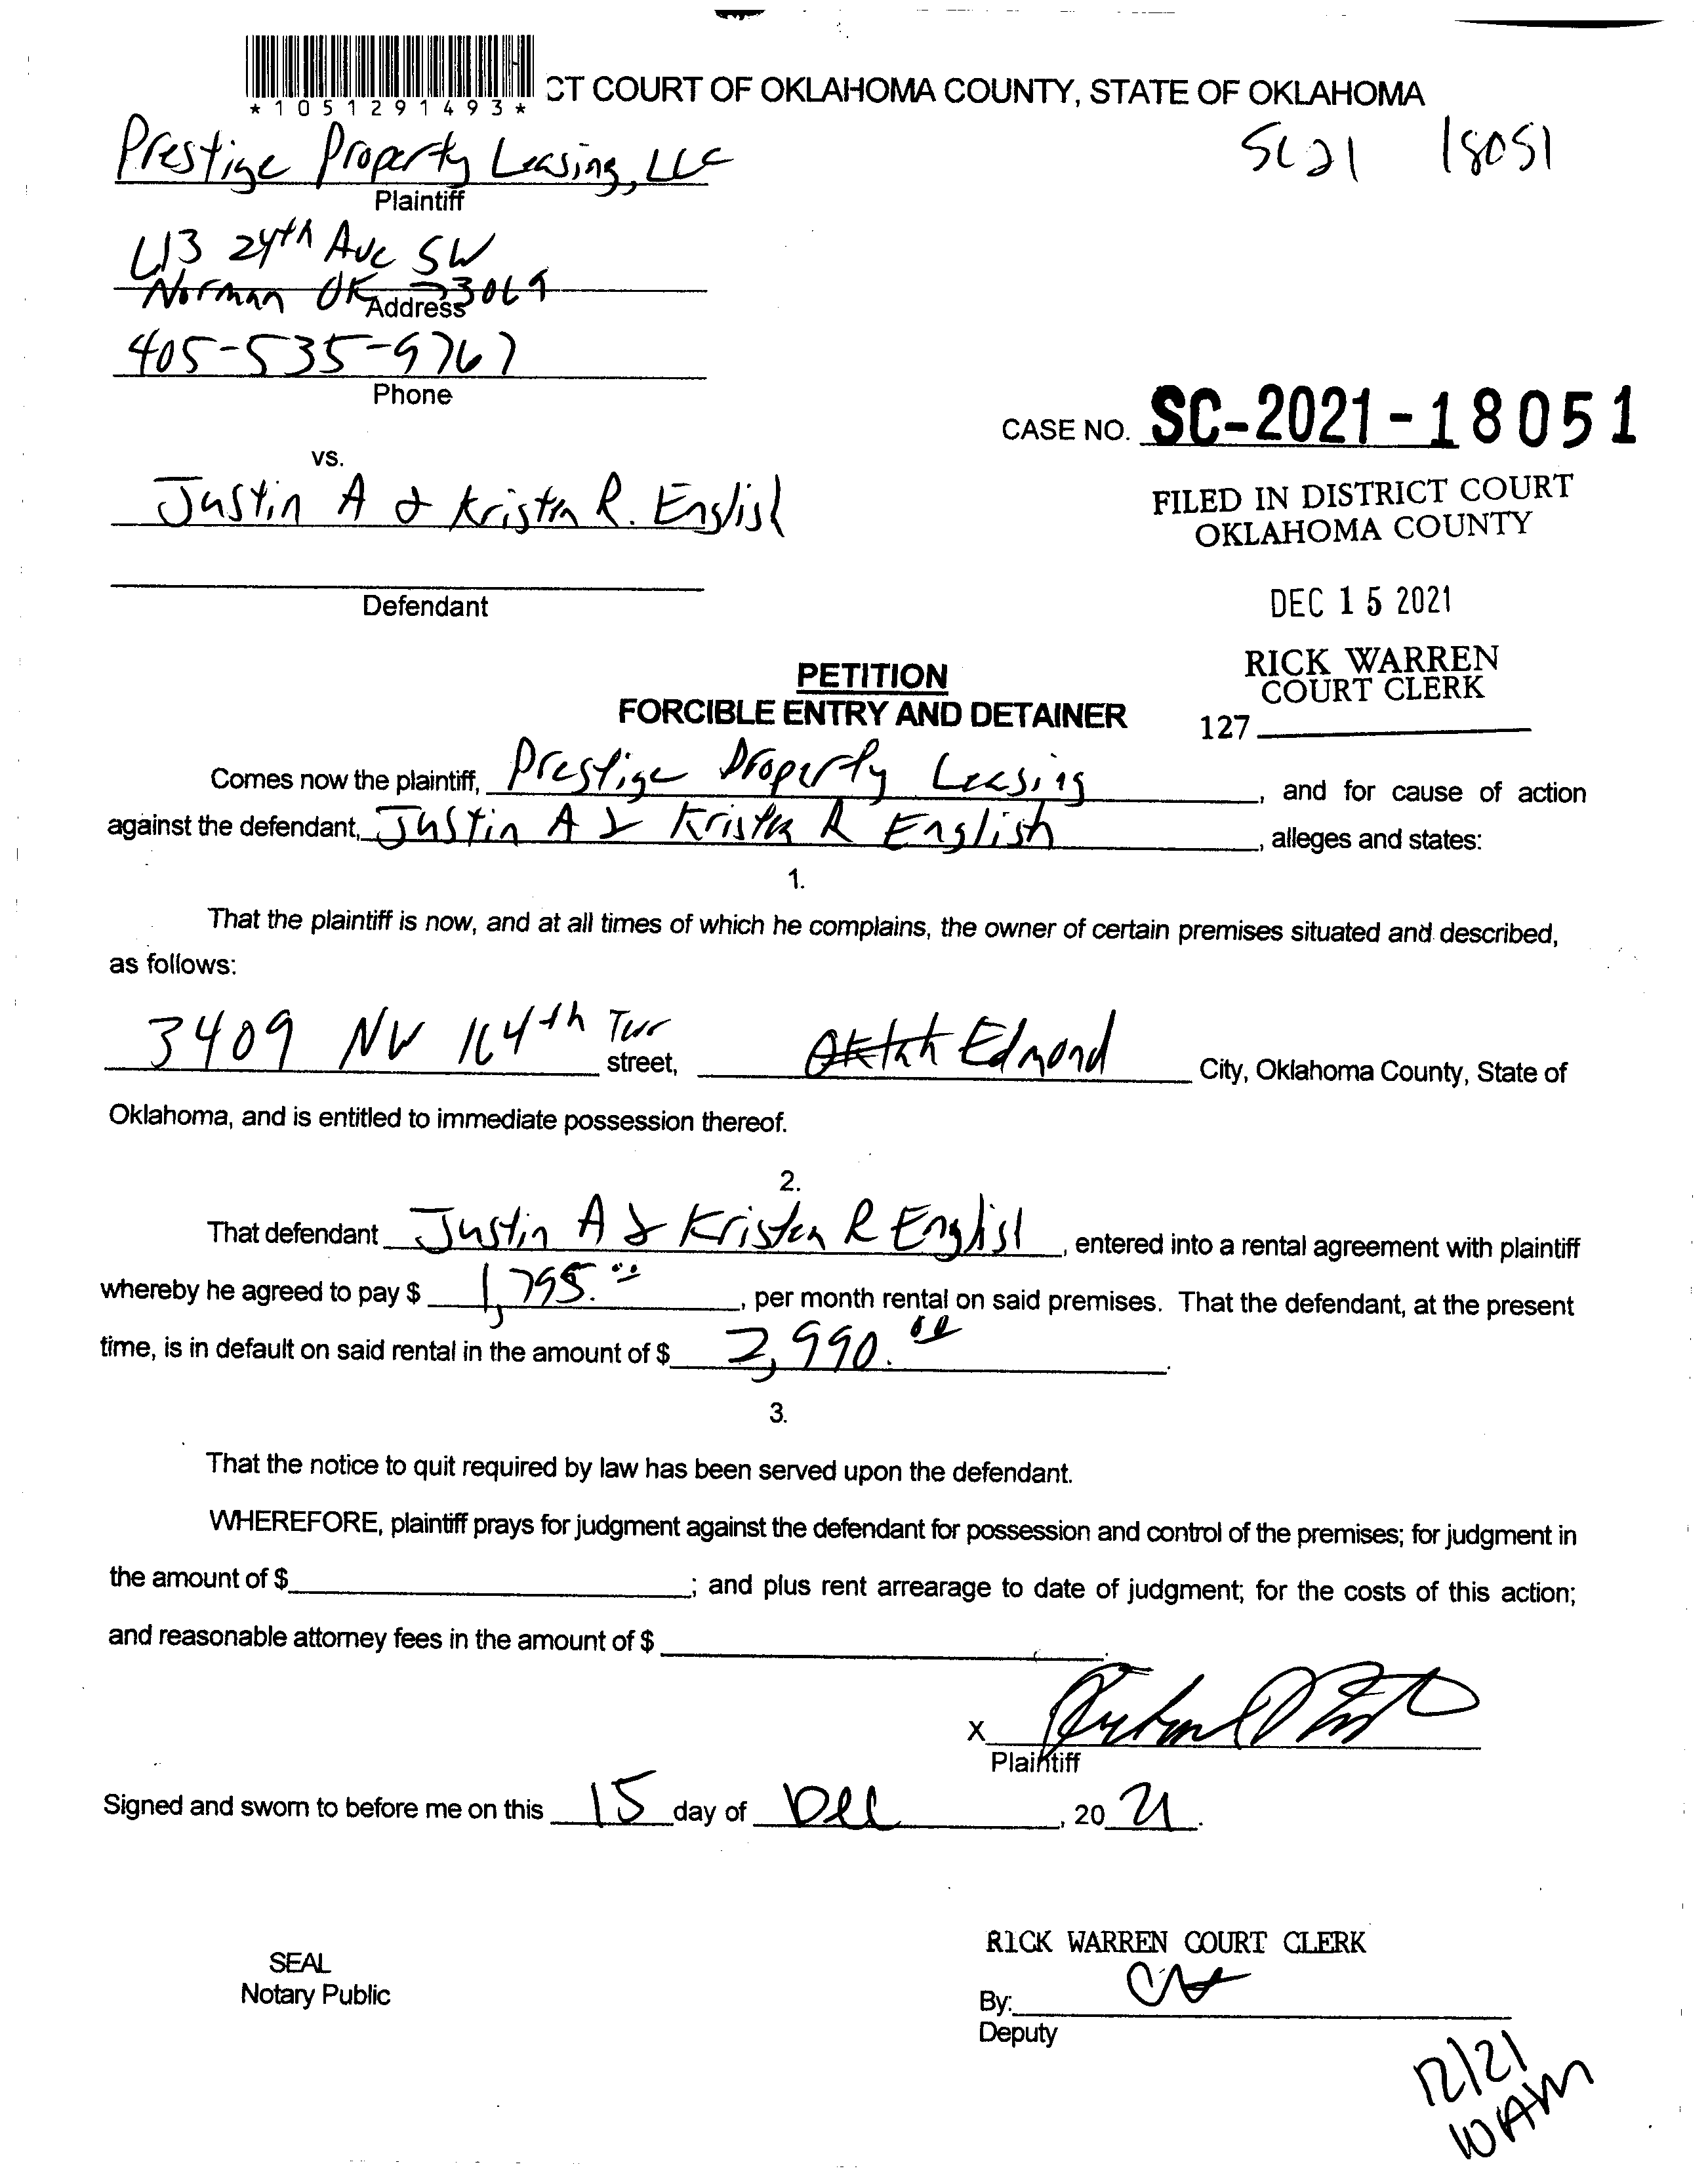 *1051291493*
CT COURT OF OKLAHOMA COUNTY, STATE OF OKLAHOMA
SC21 18051
Prestige Property Leasing, LLC
Plaintiff
24th Ave SW
Norman OK 73069
Address
405-535-9767
Phone
CASE NO. SC-2021-18051
vs.
Justin A & Kristen R. English
FILED IN DISTRICT COURT
OKLAHOMA COUNTY
Defendant
DEC 15 2021
RICK WARREN
COURT CLERK
127
PETITION
FORCIBLE ENTRY AND DETAINER
Comes now the plaintiff, Prestige Property Leasing, and for cause of action
against the defendant, Justin A & Kristen R English, alleges and states:
1.
That the plaintiff is now, and at all times of which he complains, the owner of certain premises situated and described,
as follows:
3409 NW 164th Terr street, Edmond City, Oklahoma County, State of
Oklahoma, and is entitled to immediate possession thereof.
2.
That defendant Justin A & Kristen R English, entered into a rental agreement with plaintiff
whereby he agreed to pay $ 1,795.00, per month rental on said premises. That the defendant, at the present
time, is in default on said rental in the amount of $ 2,990.00.
3.
That the notice to quit required by law has been served upon the defendant.
WHEREFORE, plaintiff prays for judgment against the defendant for possession and control of the premises; for judgment in
the amount of $ ; and plus rent arrearage to date of judgment; for the costs of this action;
and reasonable attorney fees in the amount of $ .
X
Plaintiff
Signed and sworn to before me on this 15 day of Dec, 20 21.
RICK WARREN COURT CLERK
SEAL
Notary Public
By:
Deputy
12/21
10AM